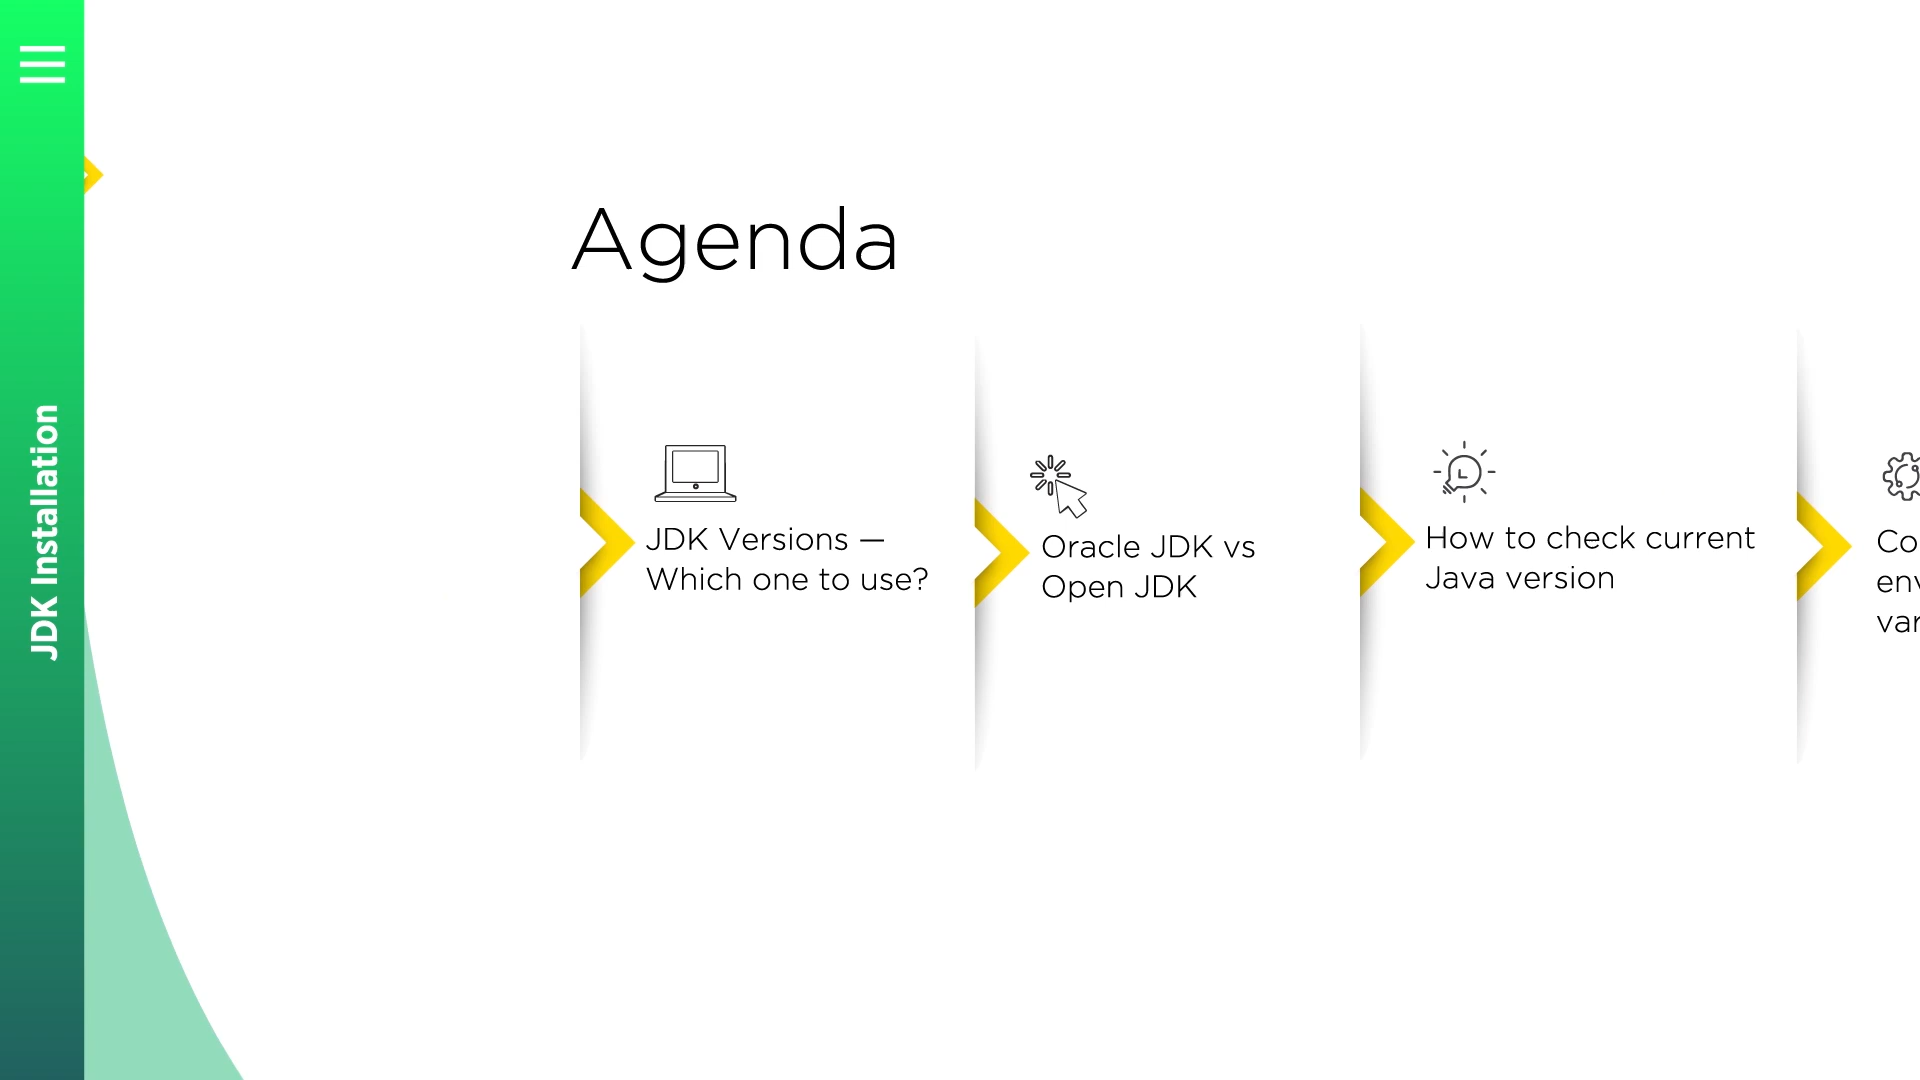 JDK Installation
Agenda
JDK Versions —
Which one to use?
Oracle JDK vs
Open JDK
How to check current
Java version